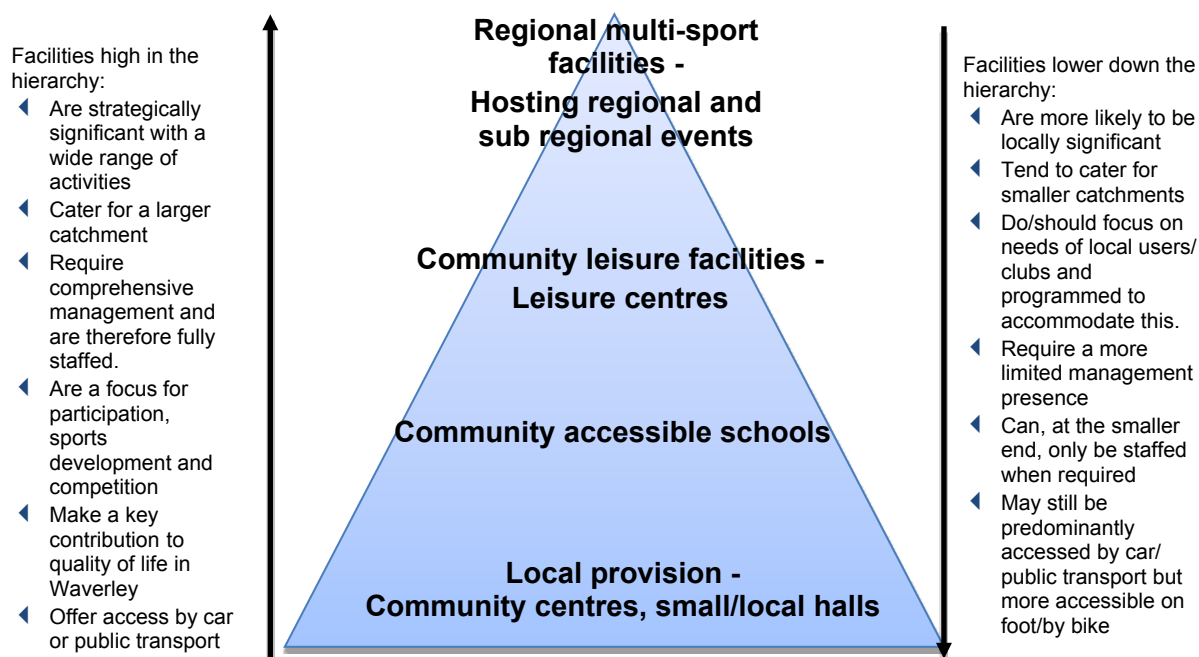 Facilities high in the
hierarchy:
Are strategically
significant with a
wide range of
activities
Cater for a larger
catchment
Require
comprehensive
management and
are therefore fully
staffed.
Are a focus for
participation,
sports
development and
competition
Make a key
contribution to
quality of life in
Waverley
Offer access by car
or public transport
Regional multi-sport
facilities -
Hosting regional and
sub regional events
Community leisure facilities -
Leisure centres
Community accessible schools
Local provision -
Community centres, small/local halls
Facilities lower down the
hierarchy:
Are more likely to be
locally significant
Tend to cater for
smaller catchments
Do/should focus on
needs of local users/
clubs and
programmed to
accommodate this.
Require a more
limited management
presence
Can, at the smaller
end, only be staffed
when required
May still be
predominantly
accessed by car/
public transport but
more accessible on
foot/by bike